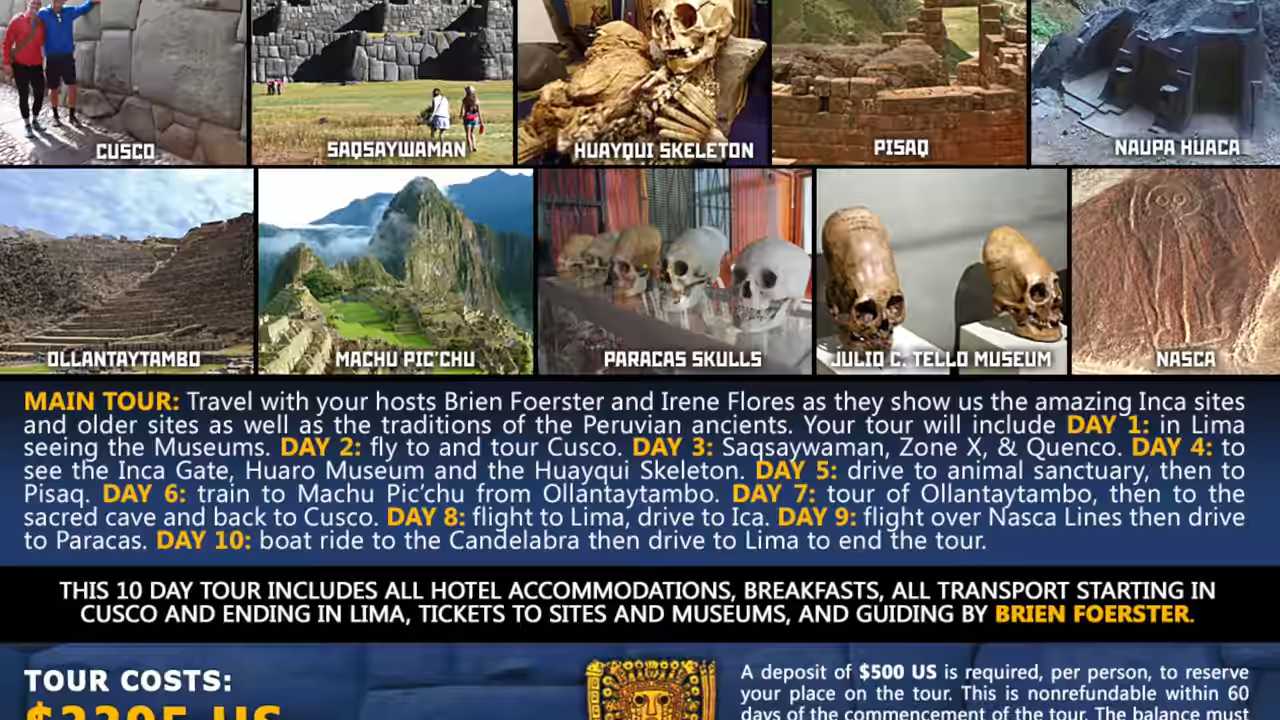 CUSCO
SAQSAYWAMAN
HUAYQUI SKELETON
PISAQ
NAUPA HUACA
OLLANTAYTAMBO
MACHU PIC'CHU
PARACAS SKULLS
JULIO C. TELLO MUSEUM
NASCA
MAIN TOUR: Travel with your hosts Brien Foerster and Irene Flores as they show us the amazing Inca sites
and older sites as well as the traditions of the Peruvian ancients. Your tour will include DAY 1: in Lima
seeing the Museums. DAY 2: fly to and tour Cusco. DAY 3: Saqsaywaman, Zone X, & Quenco. DAY 4: to
see the Inca Gate, Huaro Museum and the Huayqui Skeleton. DAY 5: drive to animal sanctuary, then to
Pisaq. DAY 6: train to Machu Pic'chu from Ollantaytambo. DAY 7: tour of Ollantaytambo, then to the
sacred cave and back to Cusco. DAY 8: flight to Lima, drive to Ica. DAY 9: flight over Nasca Lines then drive
to Paracas. DAY 10: boat ride to the Candelabra then drive to Lima to end the tour.
THIS 10 DAY TOUR INCLUDES ALL HOTEL ACCOMMODATIONS, BREAKFASTS, ALL TRANSPORT STARTING IN
CUSCO AND ENDING IN LIMA, TICKETS TO SITES AND MUSEUMS, AND GUIDING BY BRIEN FOERSTER.
TOUR COSTS:
US
A deposit of $500 US is required, per person, to reserve
your place on the tour. This is nonrefundable within 60
days of the commencement of the tour. The balance must